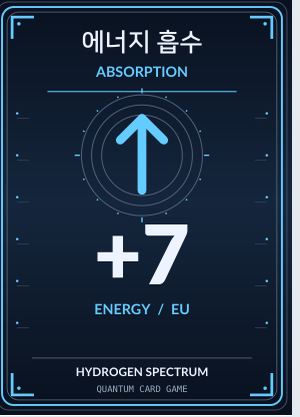 에너지 흡수
ABSORPTION
+7
ENERGY / EU
HYDROGEN SPECTRUM
QUANTUM CARD GAME